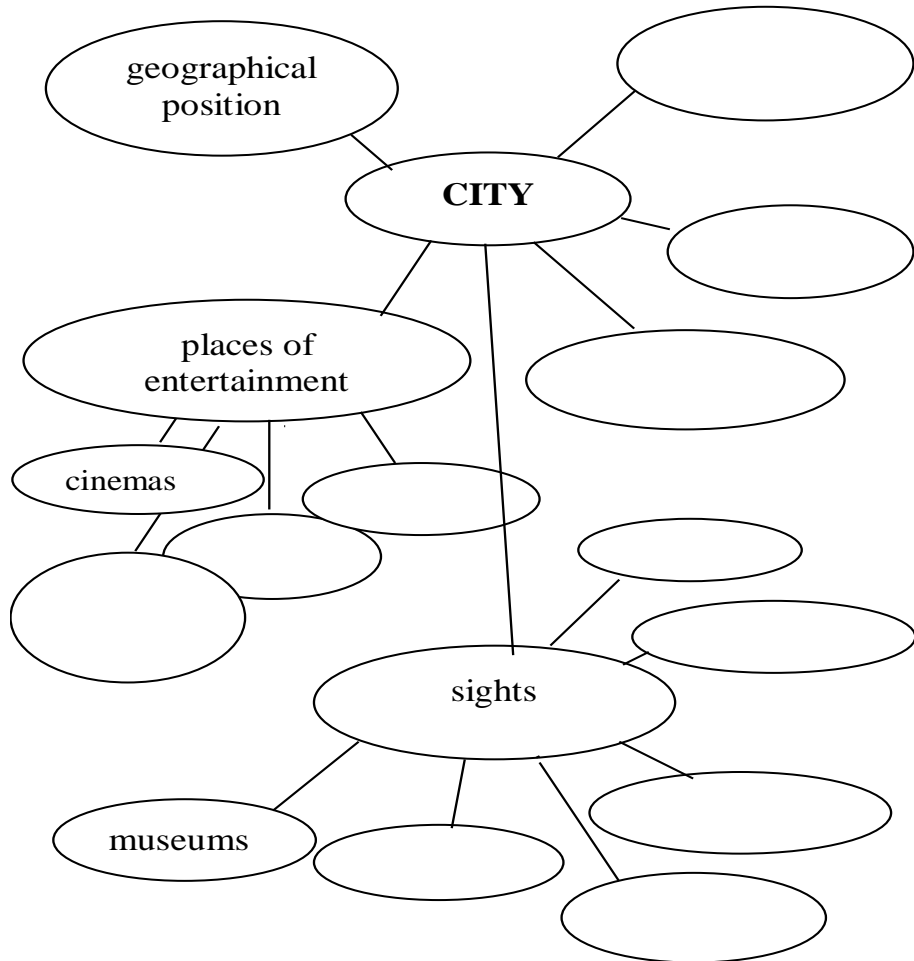 geographical
position
CITY
places of
entertainment
cinemas
sights
museums